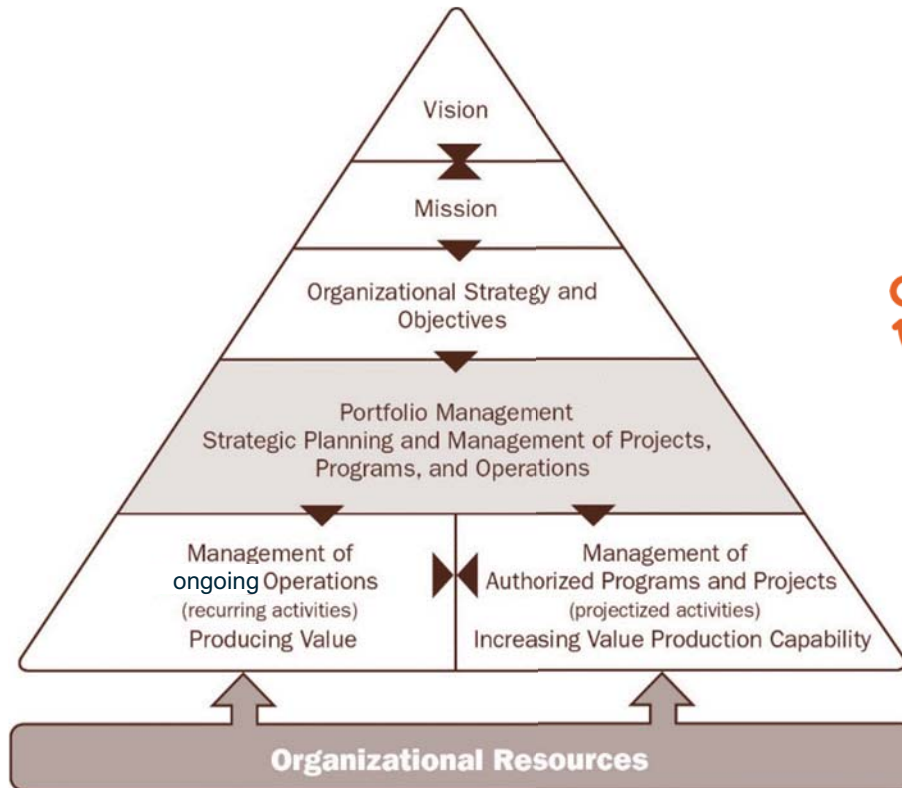 Vision
Mission
Organizational Strategy and
Objectives
Portfolio Management
Strategic Planning and Management of Projects,
Programs, and Operations
Management of
ongoing Operations
(recurring activities)
Producing Value
Management of
Authorized Programs and Projects
(projectized activities)
Increasing Value Production Capability
Organizational Resources